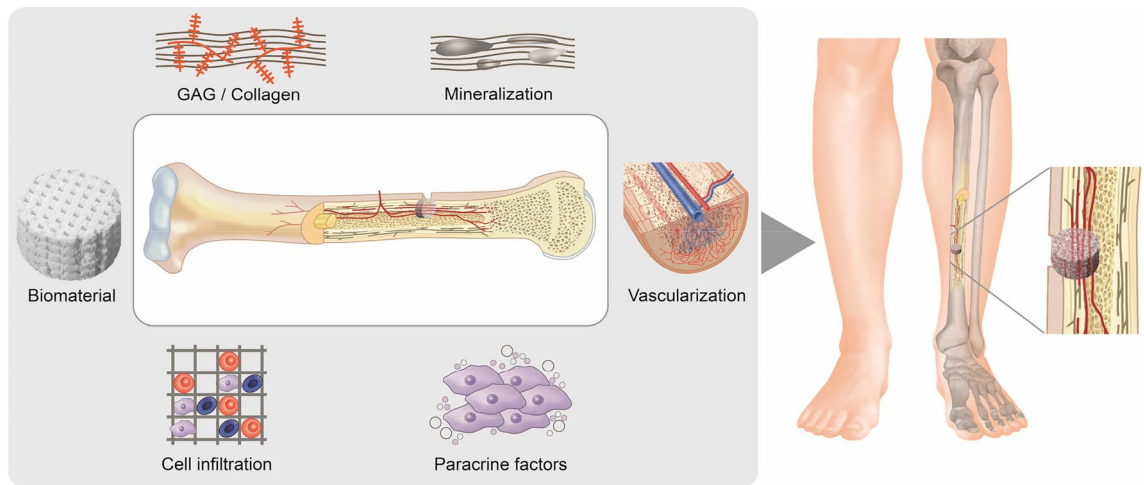 GAG / Collagen
Mineralization
Biomaterial
Vascularization
Cell infiltration
Paracrine factors